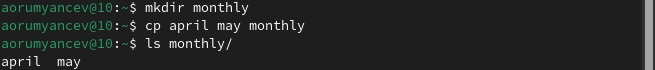 aorumyancev@10:~$ mkdir monthly
aorumyancev@10:~$ cp april may monthly
aorumyancev@10:~$ ls monthly/
april  may